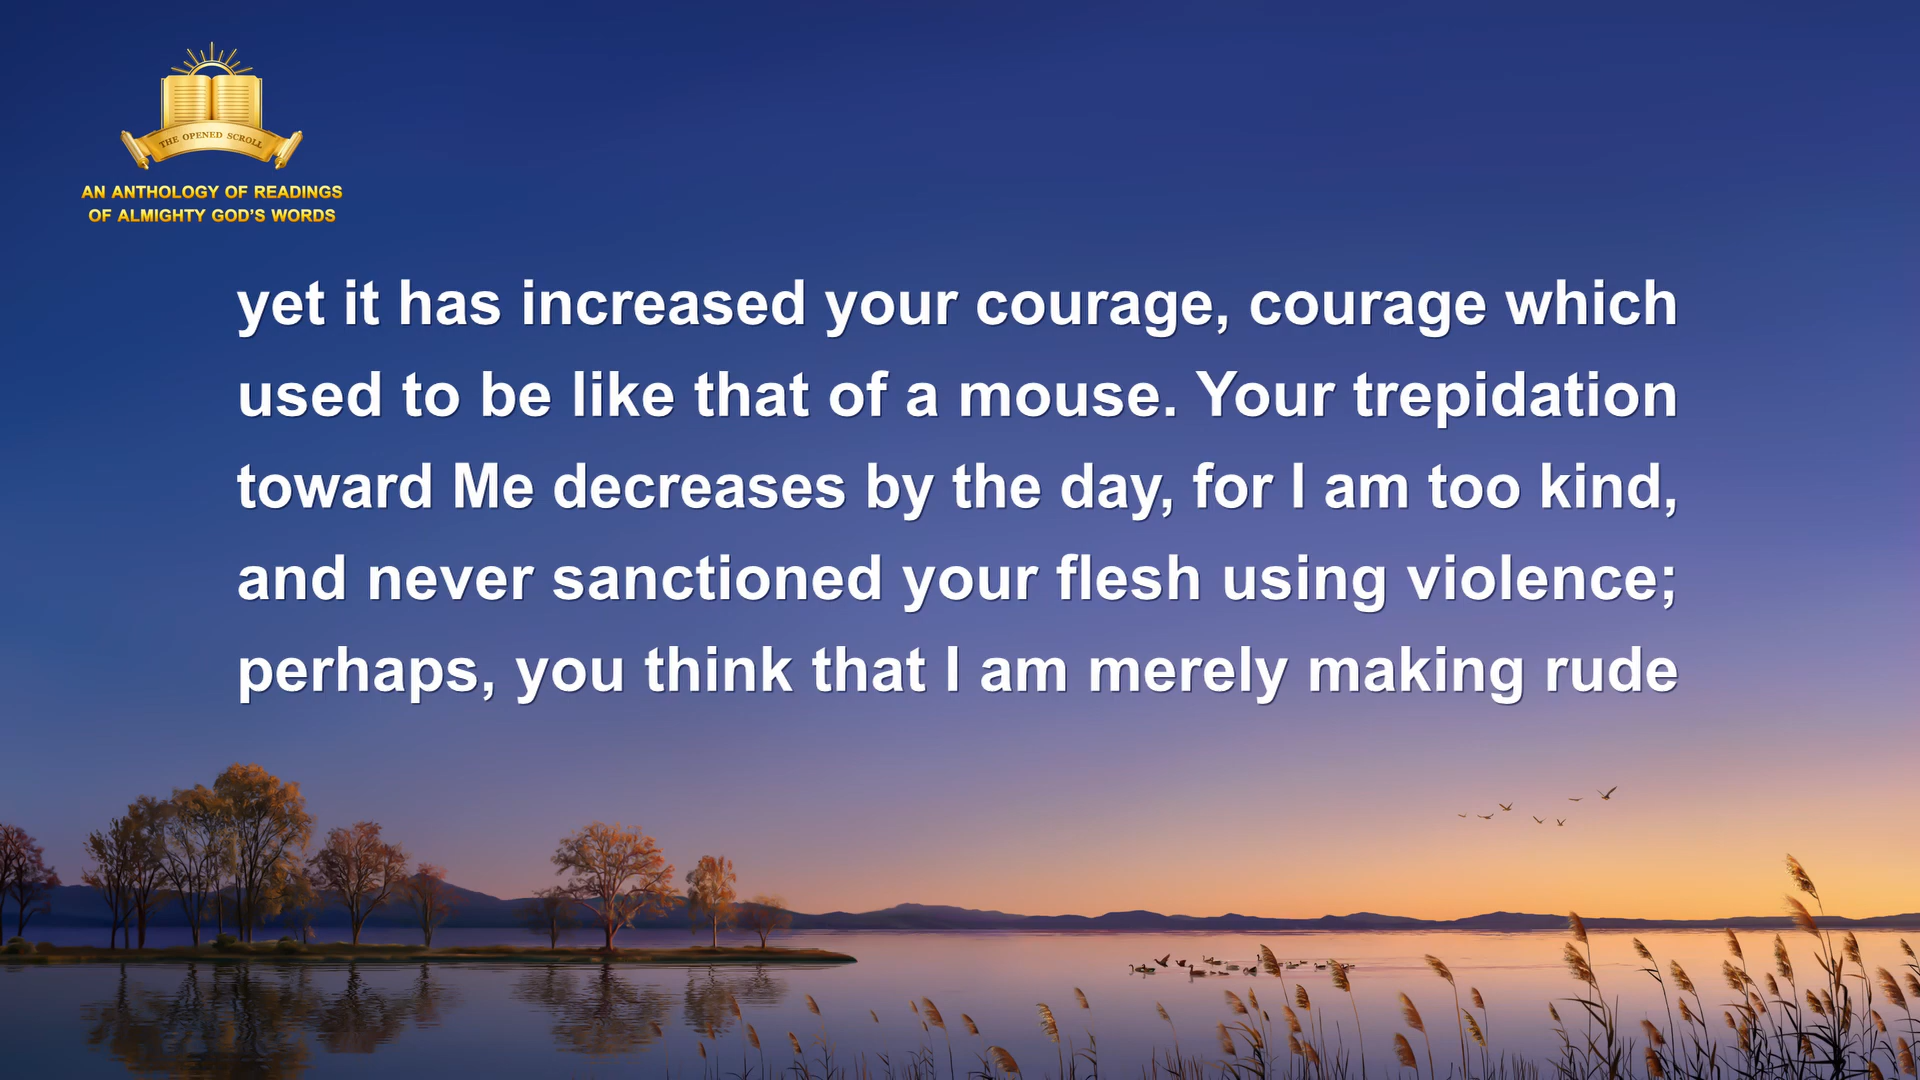 THE OPENED SCROLL
AN ANTHOLOGY OF READINGS
OF ALMIGHTY GOD'S WORDS
yet it has increased your courage, courage which
used to be like that of a mouse. Your trepidation
toward Me decreases by the day, for I am too kind,
and never sanctioned your flesh using violence;
perhaps, you think that I am merely making rude